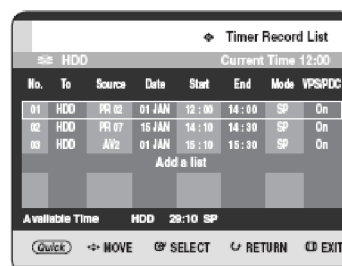 Timer Record List
HDD Current Time 12:00
No. To Source Date Start End Mode VPS/PDC
01 HDD PR 02 01 JAN 12:00 14:00 SP On
02 HDD PR 07 15 JAN 14:10 14:30 SP On
03 HDD AV2 01 JAN 15:10 15:30 SP On
Add a list
Available Time HDD 29:10 SP
Quick MOVE SELECT RETURN EXIT